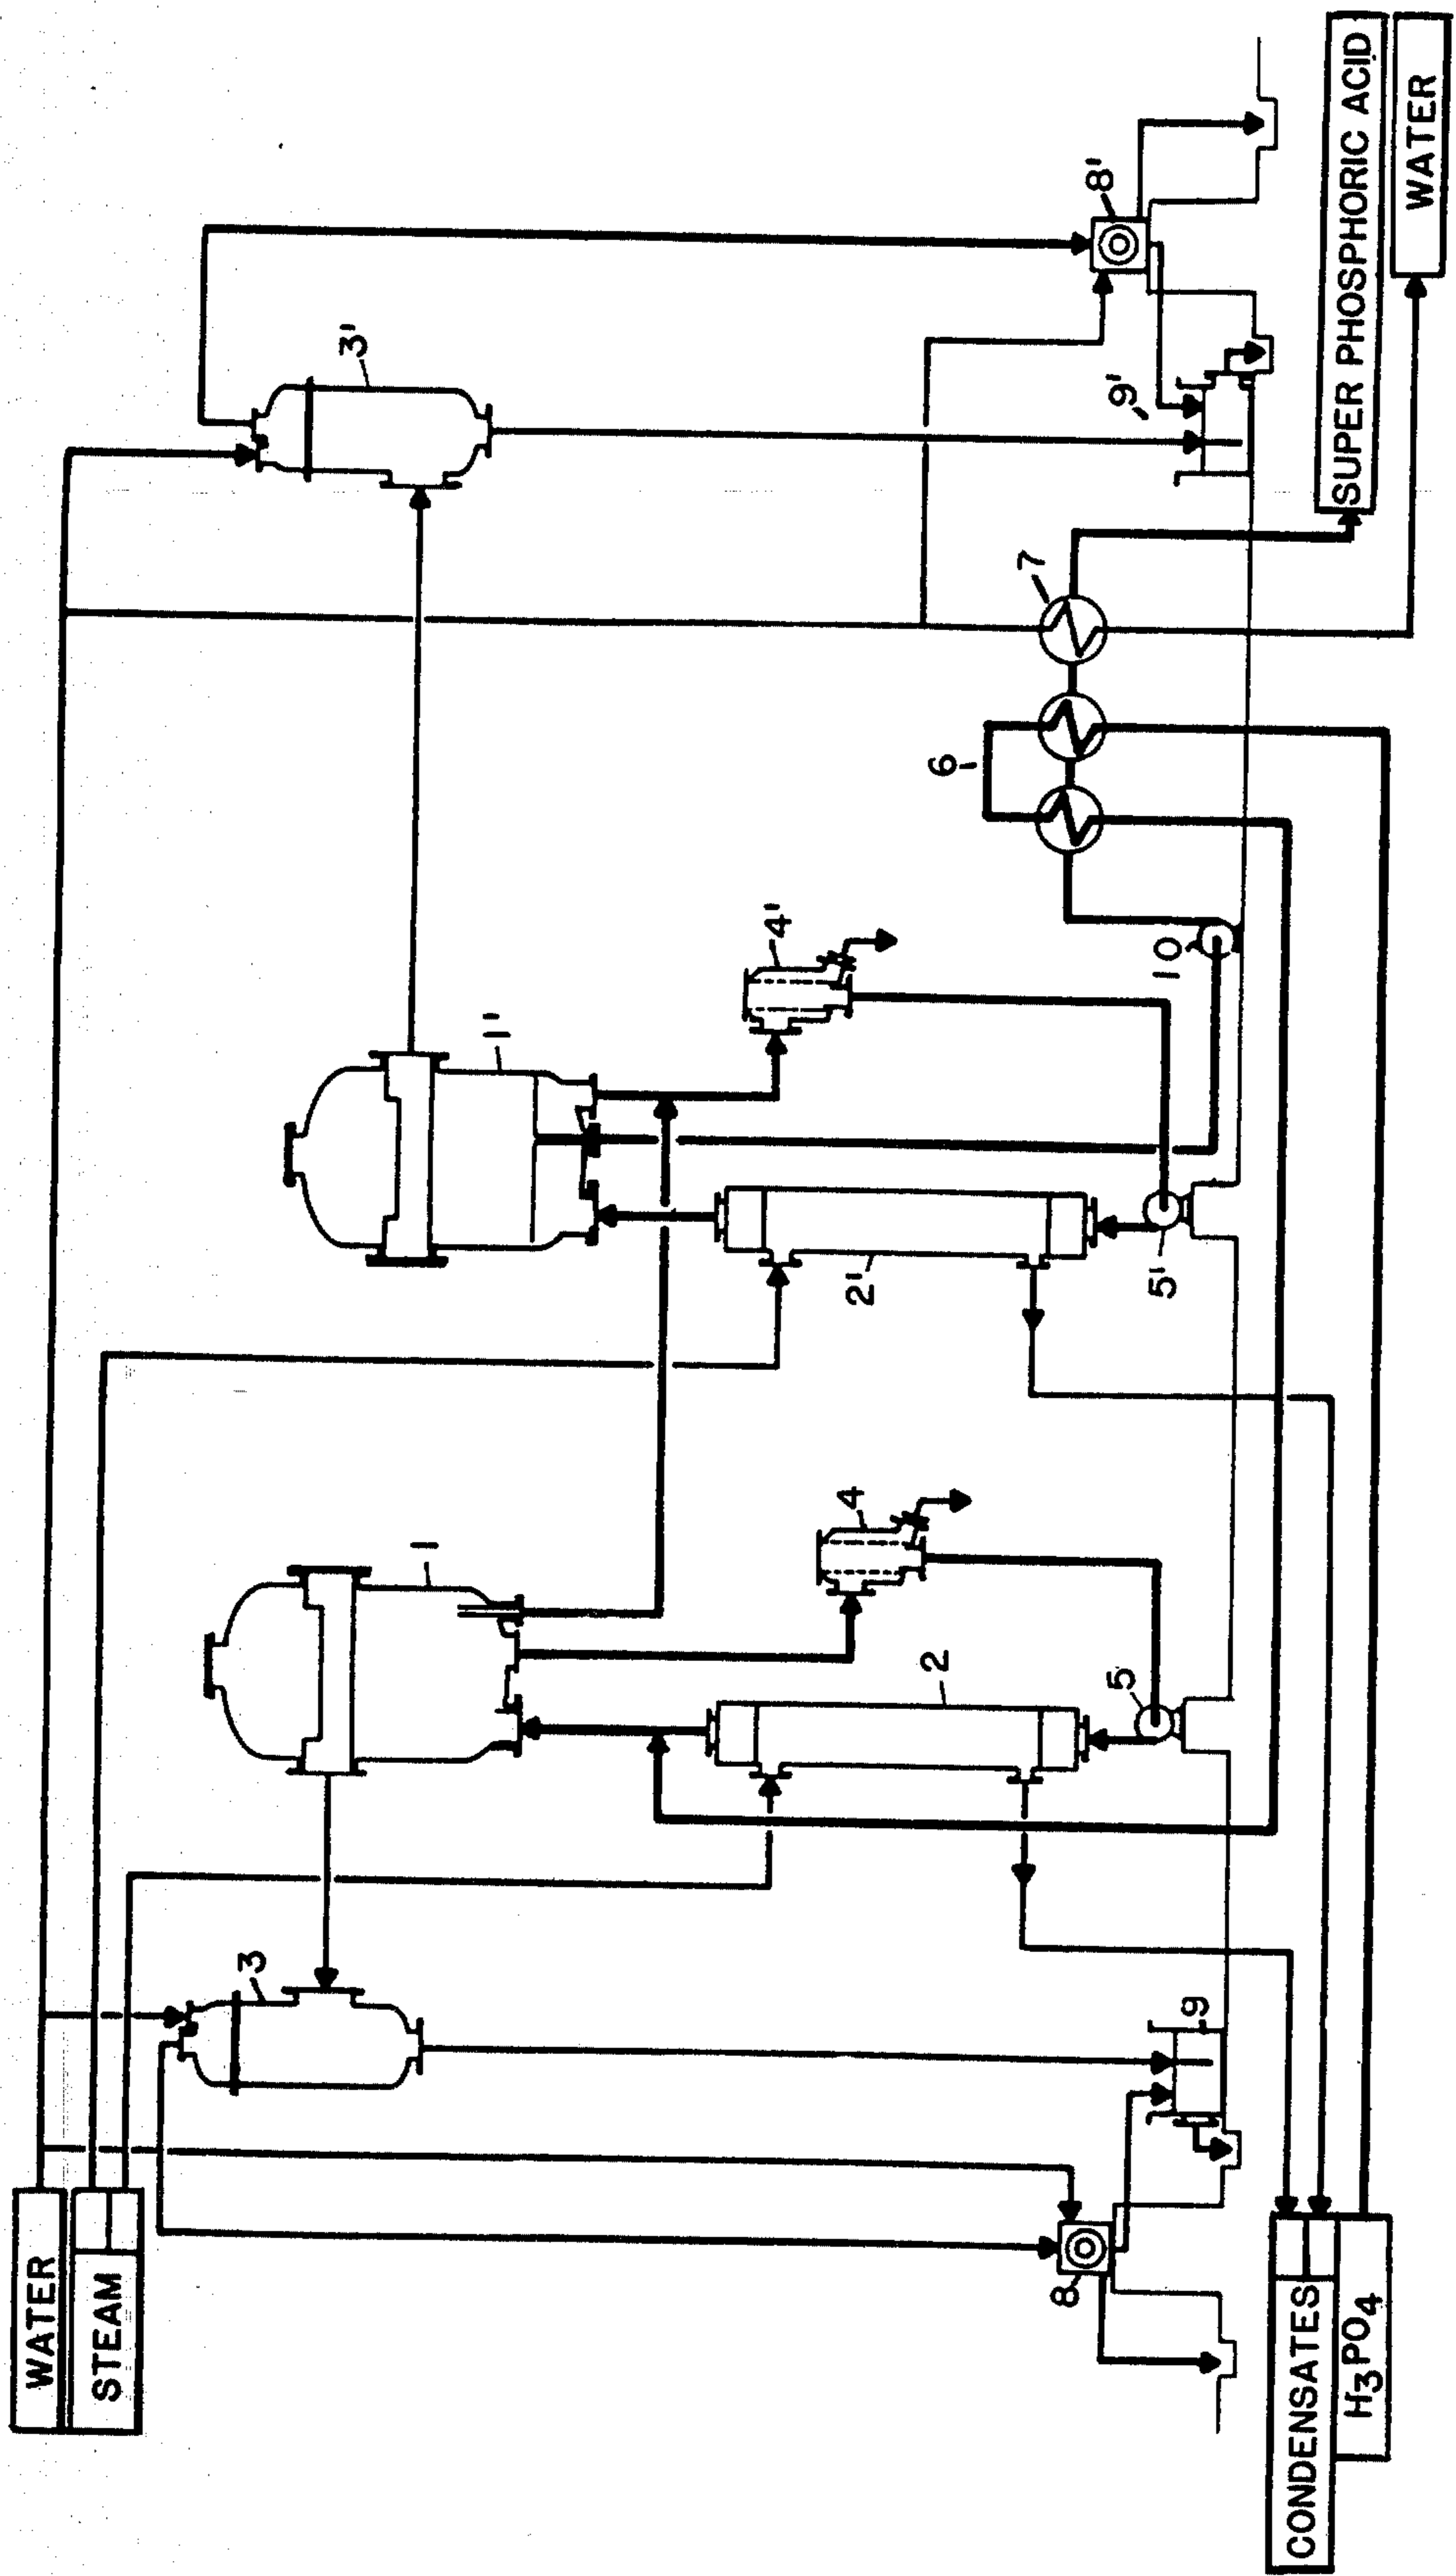 WATER
STEAM
3
1
1'
3'
2
4
2'
4'
6
7
8'
5
5'
10
9'
8
9
CONDENSATES
H3PO4
SUPER PHOSPHORIC ACID
WATER